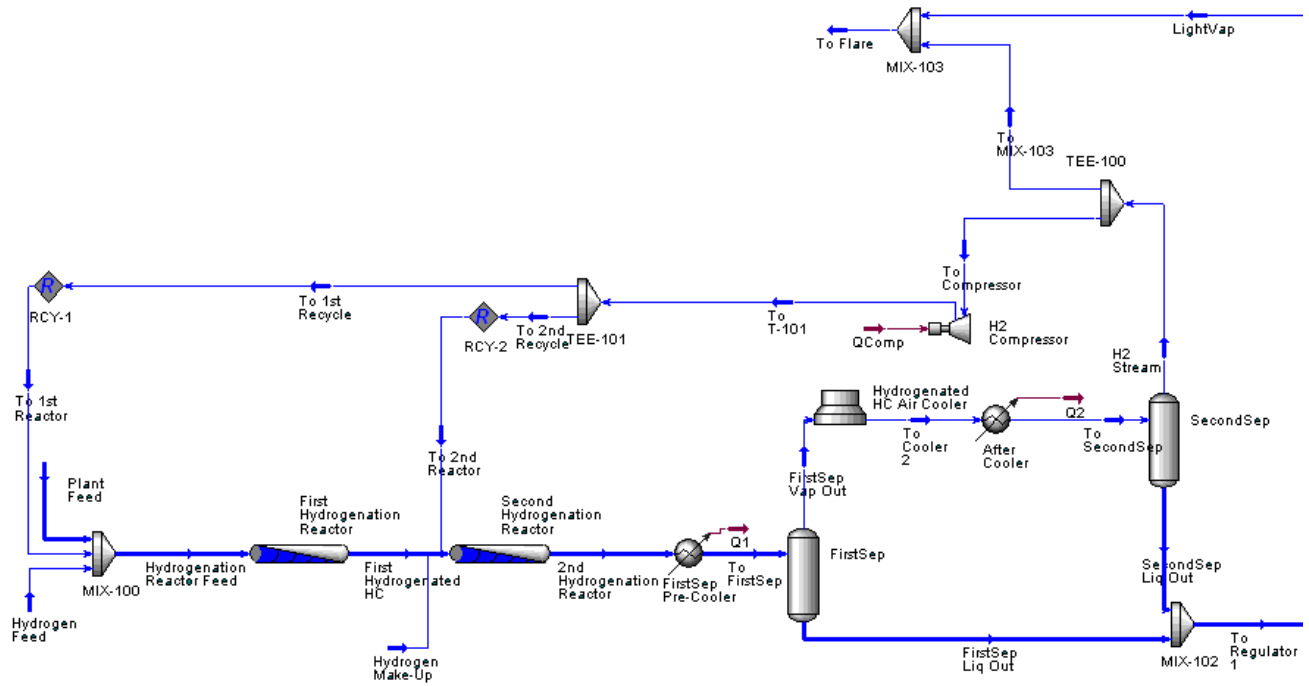 LightVap
To Flare
MIX-103
To
MIX-103
TEE-100
To
Compressor
To 1st
Recycle
RCY-1
R
R
RCY-2
To 2nd
Recycle
TEE-101
To
T-101
QComp
H2
Compressor
H2
Stream
Hydrogenated
HC Air Cooler
To
Cooler
2
After
Cooler
Q2
To
SecondSep
SecondSep
To 1st
Reactor
To 2nd
Reactor
FirstSep
Vap Out
Plant
Feed
First
Hydrogenation
Reactor
Second
Hydrogenation
Reactor
Q1
FirstSep
MIX-100
Hydrogenation
Reactor Feed
First
Hydrogenated
HC
2nd
Hydrogenation
Reactor
FirstSep
Pre-Cooler
To
FirstSep
SecondSep
Liq Out
Hydrogen
Feed
Hydrogen
Make-Up
FirstSep
Liq Out
MIX-102
To
Regulator
1